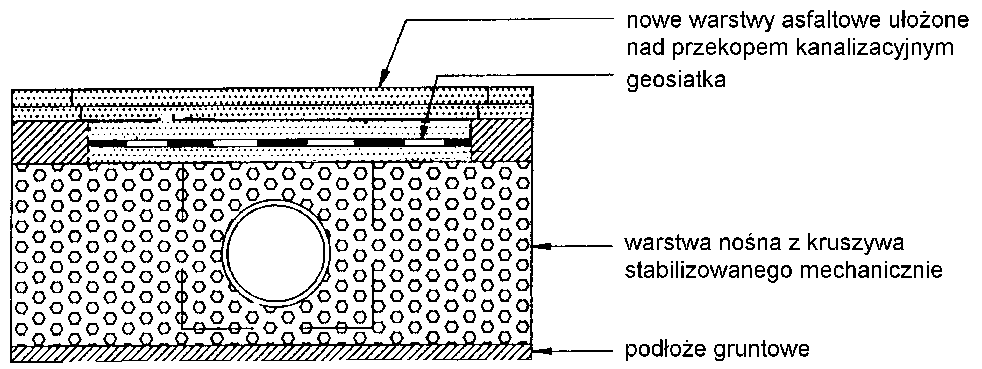 nowe warstwy asfaltowe ułożone
nad przekopem kanalizacyjnym
geosiatka
warstwa nośna z kruszywa
stabilizowanego mechanicznie
podłoże gruntowe